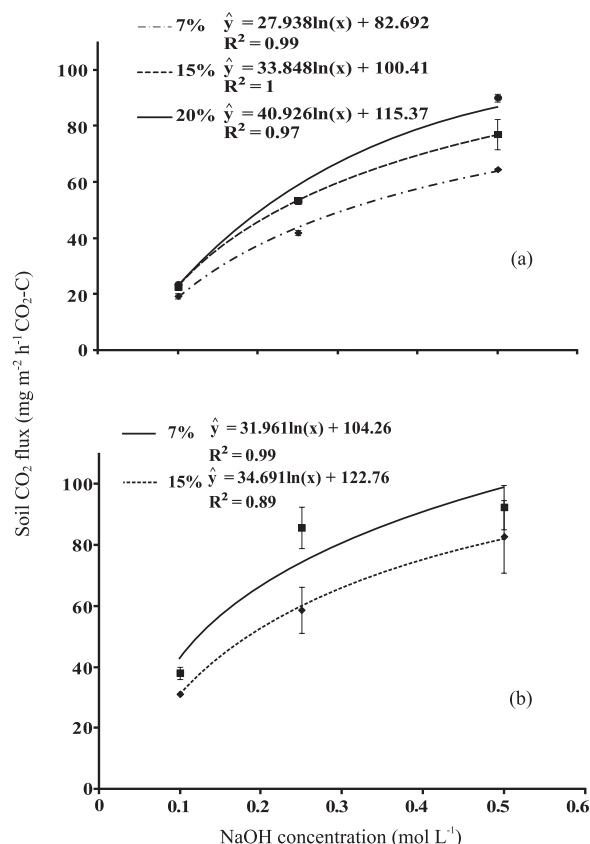 7% ŷ = 27.938ln(x) + 82.692
R² = 0.99
15% ŷ = 33.848ln(x) + 100.41
R² = 1
20% ŷ = 40.926ln(x) + 115.37
R² = 0.97
100
80
60
40
20
0
(a)
Soil CO₂ flux (mg m⁻² h⁻¹ CO₂-C)
7% ŷ = 31.961ln(x) + 104.26
R² = 0.99
15% ŷ = 34.691ln(x) + 122.76
R² = 0.89
100
80
60
40
20
0
(b)
0 0.1 0.2 0.3 0.4 0.5 0.6
NaOH concentration (mol L⁻¹)